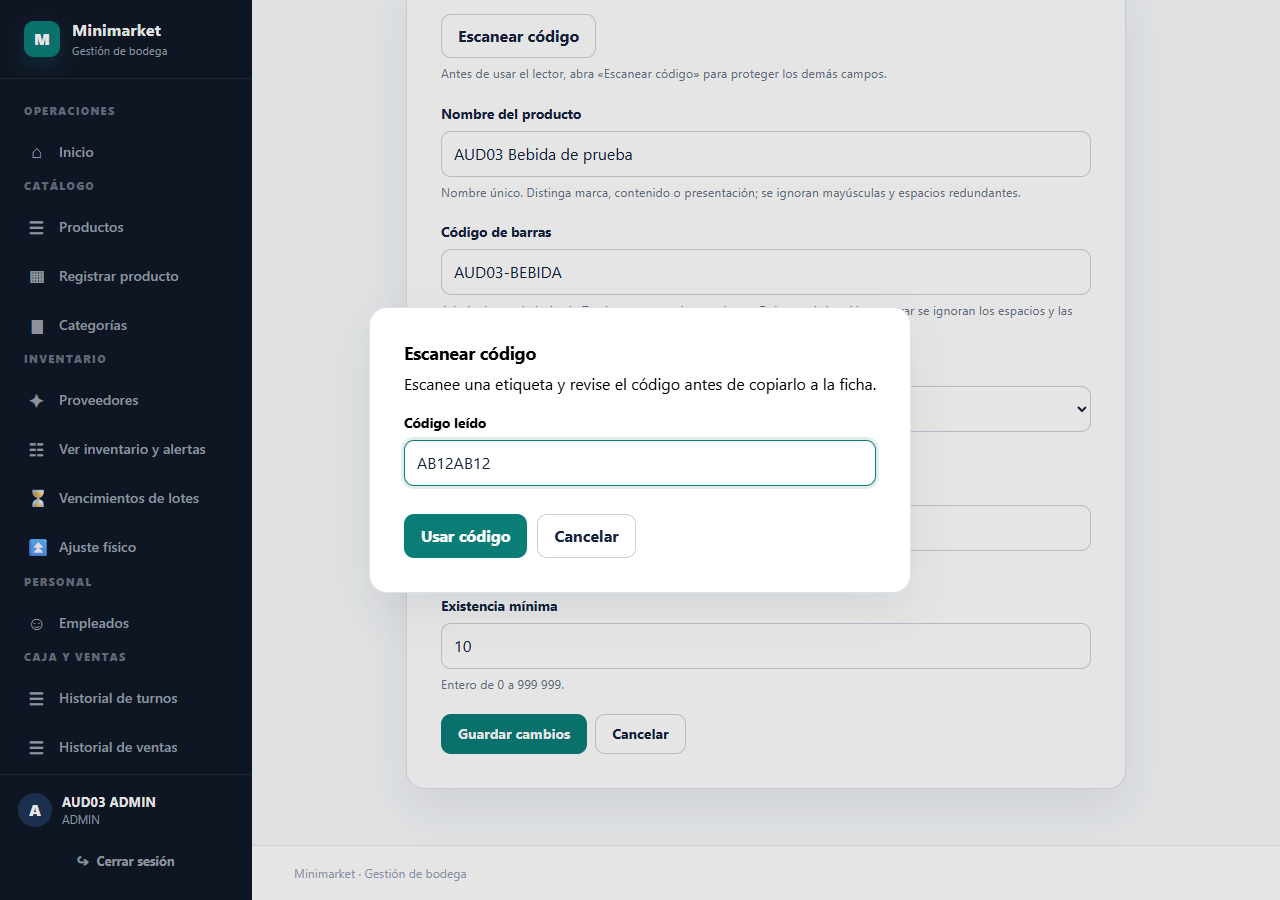 M
Minimarket
Gestión de bodega
OPERACIONES
Inicio
CATÁLOGO
Productos
Registrar producto
Categorías
INVENTARIO
Proveedores
Ver inventario y alertas
Vencimientos de lotes
Ajuste físico
PERSONAL
Empleados
CAJA Y VENTAS
Historial de turnos
Historial de ventas
A
AUD03 ADMIN
ADMIN
Cerrar sesión
Escanear código
Antes de usar el lector, abra «Escanear código» para proteger los demás campos.
Nombre del producto
AUD03 Bebida de prueba
Nombre único. Distinga marca, contenido o presentación; se ignoran mayúsculas y espacios redundantes.
Código de barras
AUD03-BEBIDA
se ignoran los espacios y las
Escanear código
Escanee una etiqueta y revise el código antes de copiarlo a la ficha.
Código leído
AB12AB12
Usar código
Cancelar
Existencia mínima
10
Entero de 0 a 999 999.
Guardar cambios
Cancelar
Minimarket · Gestión de bodega